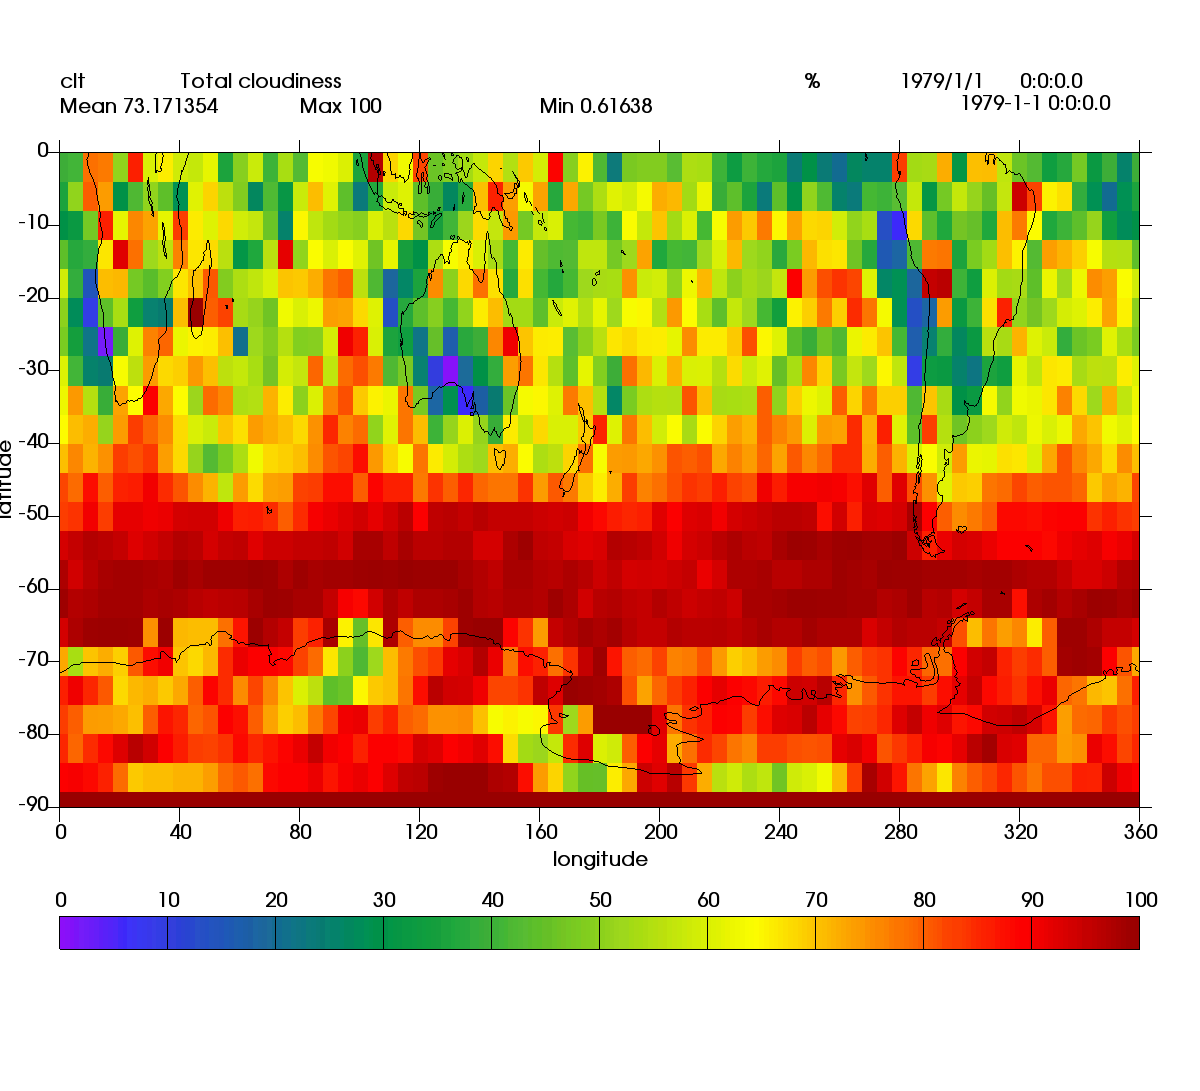 clt Total cloudiness % 1979/1/1 0:0:0.0
Mean 73.171354 Max 100 Min 0.61638 1979-1-1 0:0:0.0
0
-10
-20
-30
-40
-50
-60
-70
-80
-90
latitude
0 40 80 120 160 200 240 280 320 360
longitude
0 10 20 30 40 50 60 70 80 90 100